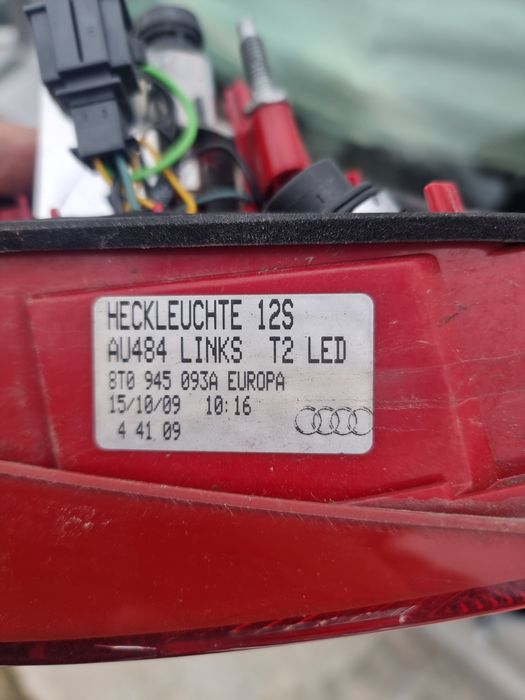 HECKLEUCHTE 12S
AU484 LINKS T2 LED
8T0 945 093A EUROPA
15/10/09 10:16
4 41 09